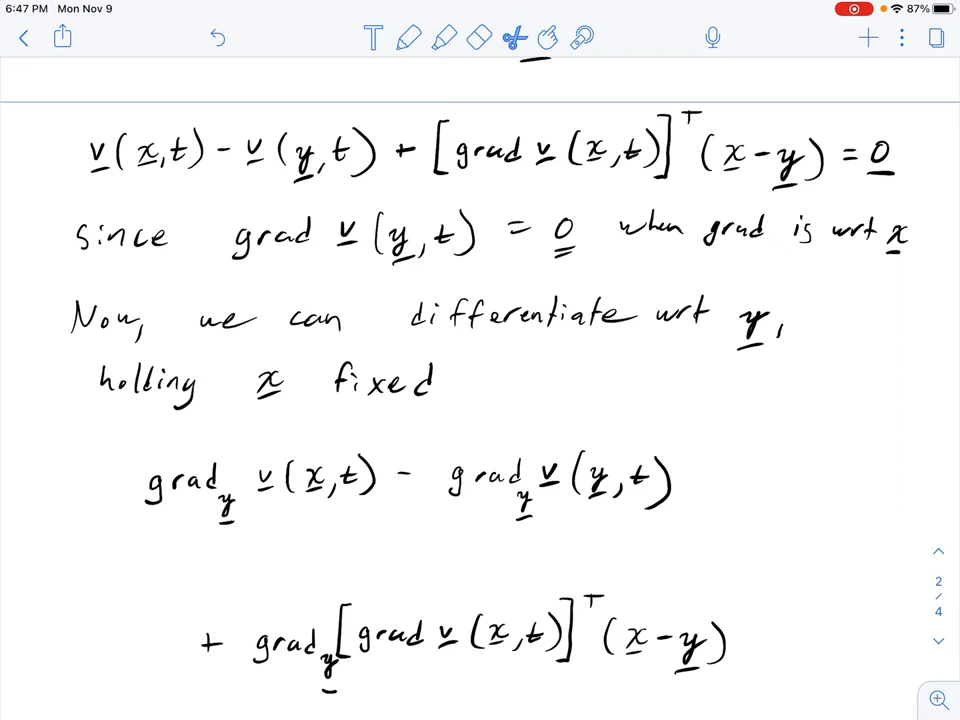 6:47 PM Mon Nov 9
87%
v(x,t) - v(y,t) + [grad v(x,t)]ᵀ(x-y) = 0
since grad v(y,t) = 0 when grad is wrt x
Now, we can differentiate wrt y,
holding x fixed
grad_y v(x,t) - grad_y v(y,t)
+ grad_y [grad v(x,t)]ᵀ(x-y)
2
/
4